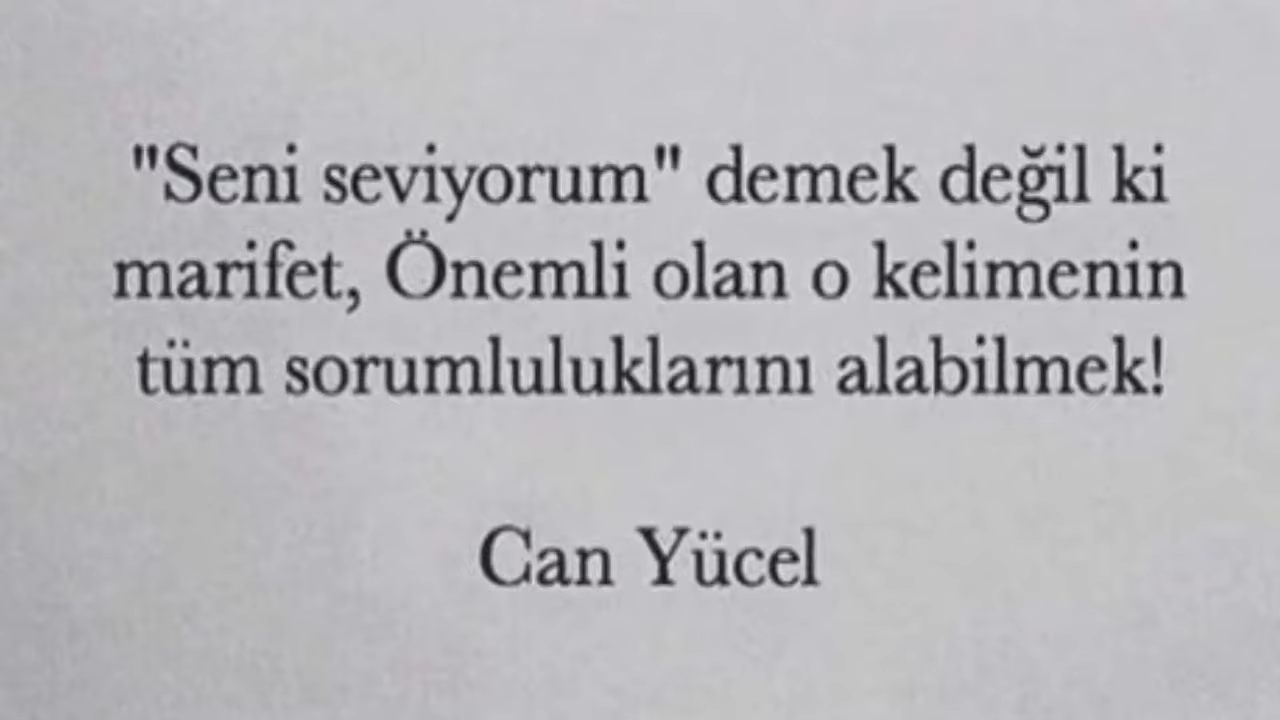 "Seni seviyorum" demek değil ki
marifet, Önemli olan o kelimenin
tüm sorumluluklarını alabilmek!
Can Yücel